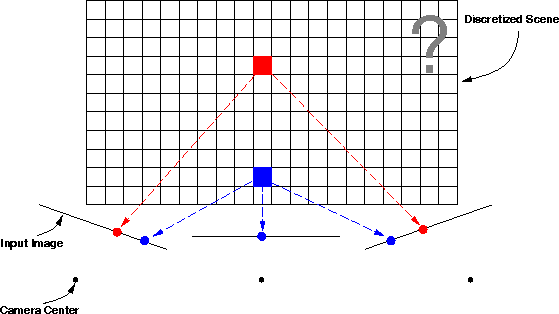 ?
Discretized Scene
Input Image
Camera Center